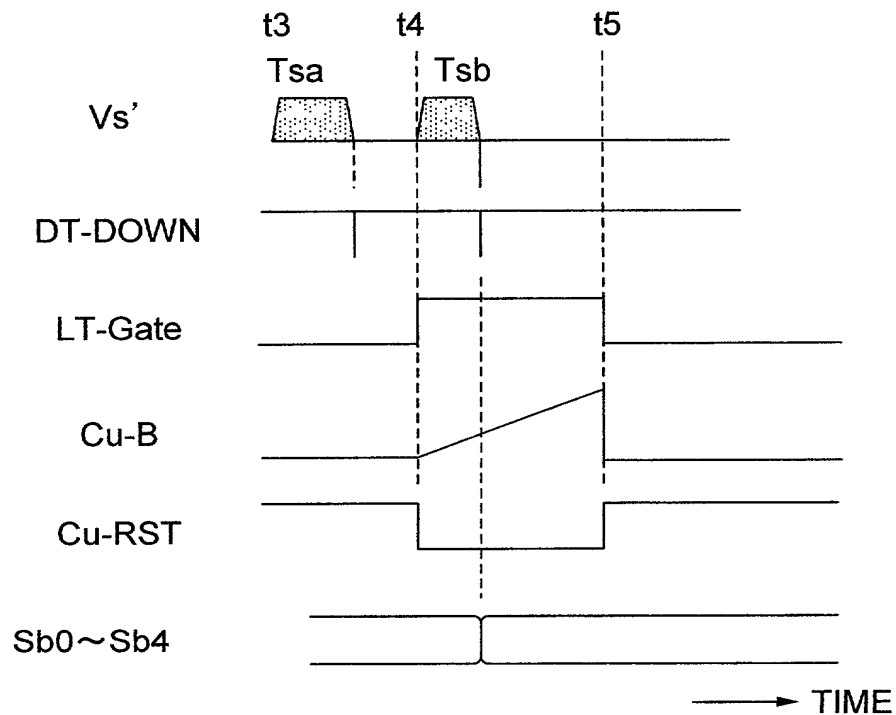 t3 t4 t5
Tsa Tsb
Vs’
DT-DOWN
LT-Gate
Cu-B
Cu-RST
Sb0～Sb4
TIME